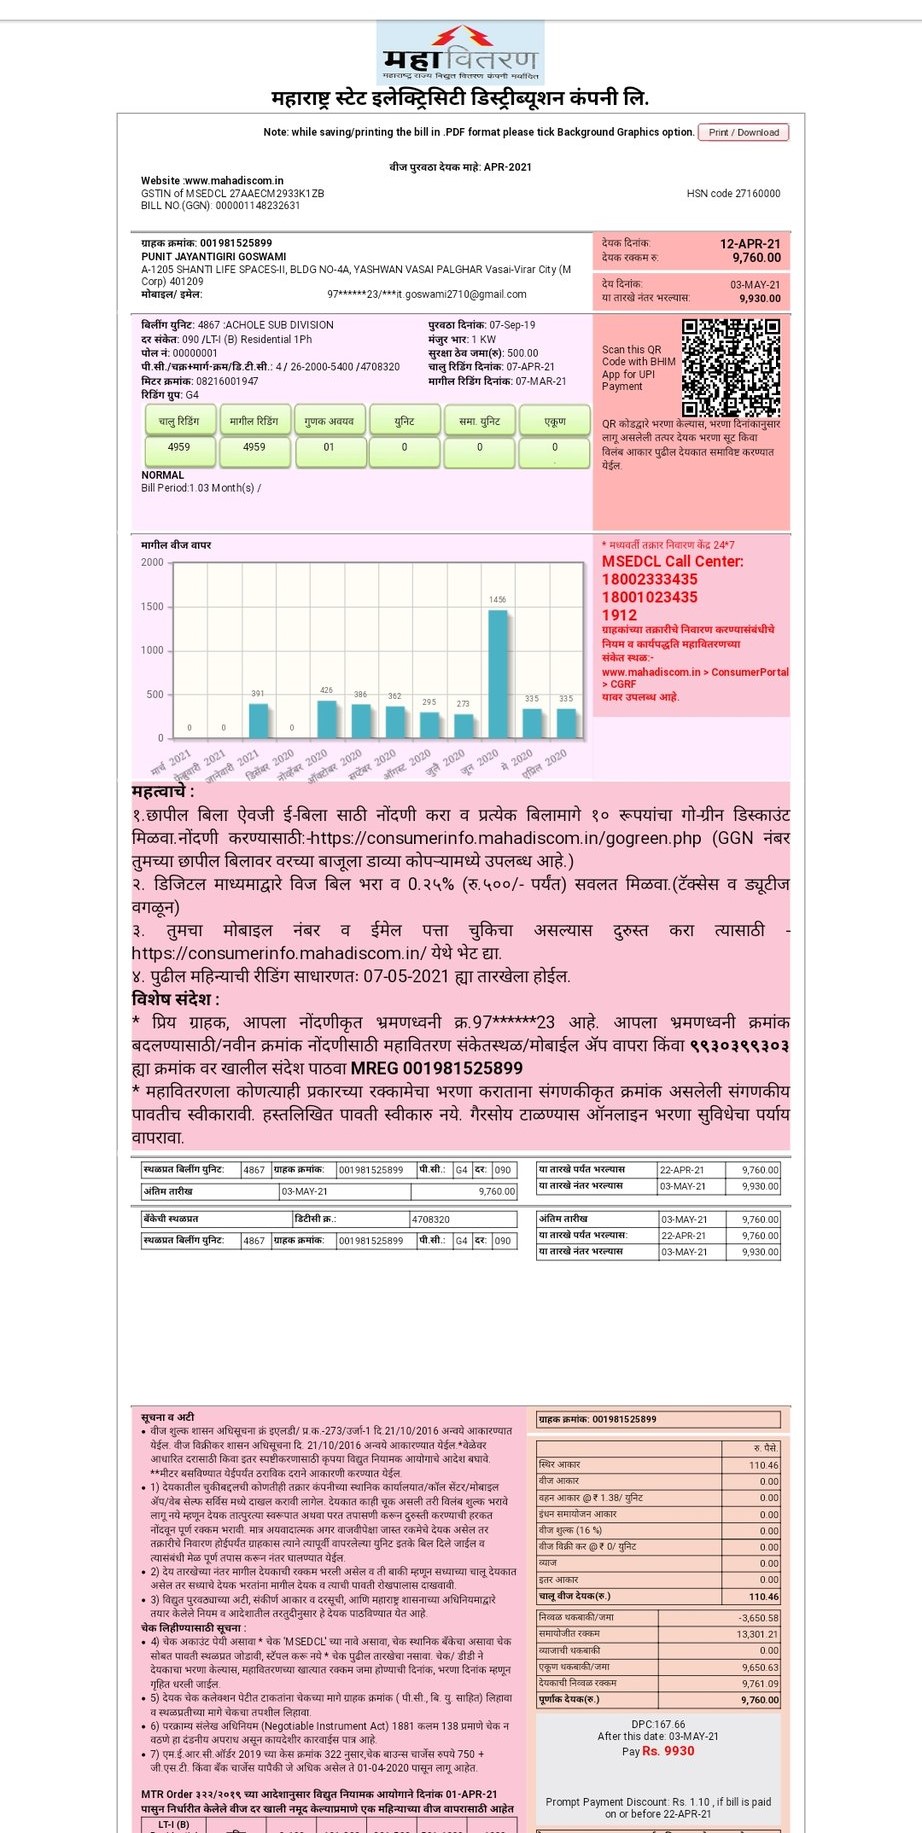 महावितरण
महाराष्ट्र राज्य विद्युत वितरण कंपनी मर्यादित
महाराष्ट्र स्टेट इलेक्ट्रिसिटी डिस्ट्रीब्यूशन कंपनी लि.
Note: while saving/printing the bill in .PDF format please tick Background Graphics option. Print / Download
वीज पुरवठा देयक माहे: APR-2021
Website :www.mahadiscom.in
GSTIN of MSEDCL 27AAECM2933K1ZB HSN code 27160000
BILL NO.(GGN): 000001148232631
ग्राहक क्रमांक: 001981525899
PUNIT JAYANTIGIRI GOSWAMI
A-1205 SHANTI LIFE SPACES-II, BLDG NO-4A, YASHWAN VASAI PALGHAR Vasai-Virar City (M
Corp) 401209
मोबाइल/ इमेल: 97******23/***it.goswami2710@gmail.com
देयक दिनांक: 12-APR-21
देयक रक्कम रु: 9,760.00
देय दिनांक: 03-MAY-21
या तारखे नंतर भरल्यास: 9,930.00
बिलींग युनिट: 4867 :ACHOLE SUB DIVISION
दर संकेत: 090 /LT-I (B) Residential 1Ph
पोल नं: 00000001
पी.सी./चक्र+मार्ग-क्रम/डि.टी.सी.: 4 / 26-2000-5400 /4708320
मिटर क्रमांक: 08216001947
रिडिंग ग्रुप: G4
पुरवठा दिनांक: 07-Sep-19
मंजुर भार: 1 KW
सुरक्षा ठेव जमा(रु): 500.00
चालु रिडिंग दिनांक: 07-APR-21
मागील रिडिंग दिनांक: 07-MAR-21
चालु रिडिंग मागील रिडिंग गुणक अवयव युनिट समा. युनिट एकूण
4959 4959 01 0 0 0
NORMAL
Bill Period:1.03 Month(s) /
Scan this QR
Code with BHIM
App for UPI
Payment
QR कोडद्वारे भरणा केल्यास, भरणा दिनांकानुसार
लागू असलेली तत्पर देयक भरणा सूट किवा
विलंब आकार पुढील देयकात समाविष्ट करण्यात
येईल.
मागील वीज वापर
2000
1500
1000
500
0
0 0 391 0 426 386 362 295 273 1456 335 335
मार्च 2021 फेब्रुवारी 2021 जानेवारी 2021 डिसेंबर 2020 नोव्हेंबर 2020 ऑक्टोबर 2020 सप्टेंबर 2020 ऑगस्ट 2020 जुलै 2020 जून 2020 मे 2020 एप्रिल 2020
* मध्यवर्ती तक्रार निवारण केंद्र 24*7
MSEDCL Call Center:
18002333435
18001023435
1912
ग्राहकांच्या तक्रारीचे निवारण करण्यासंबंधीचे
नियम व कार्यपद्धति महावितरणच्या
संकेत स्थळ:-
www.mahadiscom.in > ConsumerPortal
> CGRF
यावर उपलब्ध आहे.
महत्वाचे :
१.छापील बिला ऐवजी ई-बिला साठी नोंदणी करा व प्रत्येक बिलामागे १० रूपयांचा गो-ग्रीन डिस्काउंट
मिळवा.नोंदणी करण्यासाठी:-https://consumerinfo.mahadiscom.in/gogreen.php (GGN नंबर
तुमच्या छापील बिलावर वरच्या बाजूला डाव्या कोपऱ्यामध्ये उपलब्ध आहे.)
२. डिजिटल माध्यमाद्वारे विज बिल भरा व 0.२५% (रु.५००/- पर्यंत) सवलत मिळवा.(टॅक्सेस व ड्यूटीज
वगळून)
३. तुमचा मोबाइल नंबर व ईमेल पत्ता चुकिचा असल्यास दुरुस्त करा त्यासाठी -
https://consumerinfo.mahadiscom.in/ येथे भेट द्या.
४. पुढील महिन्याची रीडिंग साधारणतः 07-05-2021 ह्या तारखेला होईल.
विशेष संदेश :
* प्रिय ग्राहक, आपला नोंदणीकृत भ्रमणध्वनी क्र.97******23 आहे. आपला भ्रमणध्वनी क्रमांक
बदलण्यासाठी/नवीन क्रमांक नोंदणीसाठी महावितरण संकेतस्थळ/मोबाईल ॲप वापरा किंवा ९९३०३९९३०३
ह्या क्रमांक वर खालील संदेश पाठवा MREG 001981525899
* महावितरणला कोणत्याही प्रकारच्या रक्कामेचा भरणा कराताना संगणकीकृत क्रमांक असलेली संगणकीय
पावतीच स्वीकारावी. हस्तलिखित पावती स्वीकारु नये. गैरसोय टाळण्यास ऑनलाइन भरणा सुविधेचा पर्याय
वापरावा.
स्थळप्रत बिलींग युनिट: 4867 ग्राहक क्रमांक: 001981525899 पी.सी.: G4 दर: 090
अंतिम तारीख 03-MAY-21 9,760.00
या तारखे पर्यंत भरल्यास 22-APR-21 9,760.00
या तारखे नंतर भरल्यास 03-MAY-21 9,930.00
बॅंकेची स्थळप्रत डिटीसी क्र.: 4708320
स्थळप्रत बिलींग युनिट: 4867 ग्राहक क्रमांक: 001981525899 पी.सी.: G4 दर: 090
अंतिम तारीख 03-MAY-21 9,760.00
या तारखे पर्यंत भरल्यास: 22-APR-21 9,760.00
या तारखे नंतर भरल्यास 03-MAY-21 9,930.00
सूचना व अटी
• वीज शुल्क शासन अधिसूचना क्रं इएलडी/ प्र.क.-273/उर्जा-1 दि.21/10/2016 अन्वये आकारण्यात
येईल. वीज विक्रीकर शासन अधिसूचना दि. 21/10/2016 अन्वये आकारण्यात येईल.*वेळेवर
आधारित दरासाठी किवा इतर स्पष्टीकरणासाठी कृपया विद्युत नियामक आयोगाचे आदेश बघावे.
**मीटर बसविण्यात येईपर्यंत ठराविक दराने आकारणी करण्यात येईल.
• 1) देयकातील चुकीबद्दलची कोणतीही तक्रार कंपनीच्या स्थानिक कार्यालयात/कॉल सेंटर/मोबाइल
ॲप/वेब सेल्फ सर्विस मध्ये दाखल करावी लागेल. देयकात काही चूक असली तरी विलंब शुल्क भरावे
लागू नये म्हणून देयक तात्पुरत्या स्वरूपात अथवा परत तपासणी करून दुरुस्ती करण्याची हरकत
नोंदवून पूर्ण रक्कम भरावी. मात्र अयवादात्मक अगर वाजवीपेक्षा जास्त रकमेचे देयक असेल तर
तक्रारीचे निवारण होईपर्यंत ग्राहकास त्याने त्यापूर्वी वापरलेल्या युनिट इतके बिल दिले जाईल व
त्यासंबंधी मेळ पूर्ण तपास करून नंतर घालण्यात येईल.
• 2) देय तारखेच्या नंतर मागील देयकाची रक्कम भरली असेल व ती बाकी म्हणून सध्याच्या चालू देयकात
असेल तर सध्याचे देयक भरतांना मागील देयक व त्याची पावती रोखपालास दाखवावी.
• 3) विद्युत पुरवठ्याच्या अटी, संकीर्ण आकार व दरसूची, आणि महाराष्ट्र शासनाच्या अधिनियमाद्वारे
तयार केलेले नियम व आदेशातील तरतुदीनुसार हे देयक पाठविण्यात येत आहे.
चेक लिहीण्यासाठी सूचना :
• 4) चेक अकाउंट पेयी असावा * चेक 'MSEDCL' च्या नावे असावा, चेक स्थानिक बॅंकेचा असावा चेक
सोबत पावती स्थळप्रत जोडावी, स्टॅपल करू नये * चेक पुढील तारखेचा नसावा. चेक/ डीडी ने
देयकाचा भरणा केल्यास, महावितरणच्या खात्यात रक्कम जमा होण्याची दिनांक, भरणा दिनांक म्हणून
गृहित धरली जाईल.
• 5) देयक चेक कलेक्शन पेटीत टाकतांना चेकच्या मागे ग्राहक क्रमांक ( पी.सी., बि. यु. साहित) लिहावा
व स्थळप्रतीच्या मागे चेकचा तपशील लिहावा.
• 6) परक्राम्य संलेख अधिनियम (Negotiable Instrument Act) 1881 कलम 138 प्रमाणे चेक न
वठणे हा दंडनीय अपराध असून कायदेशीर कारवाईस पात्र आहे.
• 7) एम.ई.आर.सी.ऑर्डर 2019 च्या केस क्रमांक 322 नुसार,चेक बाउन्स चार्जेस रुपये 750 +
जी.एस.टी. किंवा बँक चार्जेस यापैकी जे अधिक असेल ते 01-04-2020 पासून लागू आहेत.
MTR Order ३२२/२०१९ च्या आदेशानुसार विद्युत नियामक आयोगाने दिनांक 01-APR-21
पासुन निर्धारीत केलेले वीज दर खाली नमूद केल्याप्रमाणे एक महिन्याच्या वीज वापरासाठी आहेत
LT-I (B)
ग्राहक क्रमांक: 001981525899
रु. पैसे.
स्थिर आकार 110.46
वीज आकार 0.00
वहन आकार @ ₹ 1.38/ युनिट 0.00
इंधन समायोजन आकार 0.00
वीज शुल्क (16 %) 0.00
वीज विक्री कर @ ₹ 0/ युनिट 0.00
व्याज 0.00
इतर आकार 0.00
चालू वीज देयक(रु.) 110.46
निव्वळ थकबाकी/जमा -3,650.58
समायोजीत रक्कम 13,301.21
व्याजाची थकबाकी 0.00
एकूण थकबाकी/जमा 9,650.63
देयकाची निव्वळ रक्कम 9,761.09
पूर्णांक देयक(रु.) 9,760.00
DPC:167.66
After this date: 03-MAY-21
Pay Rs. 9930
Prompt Payment Discount: Rs. 1.10 , if bill is paid
on or before 22-APR-21